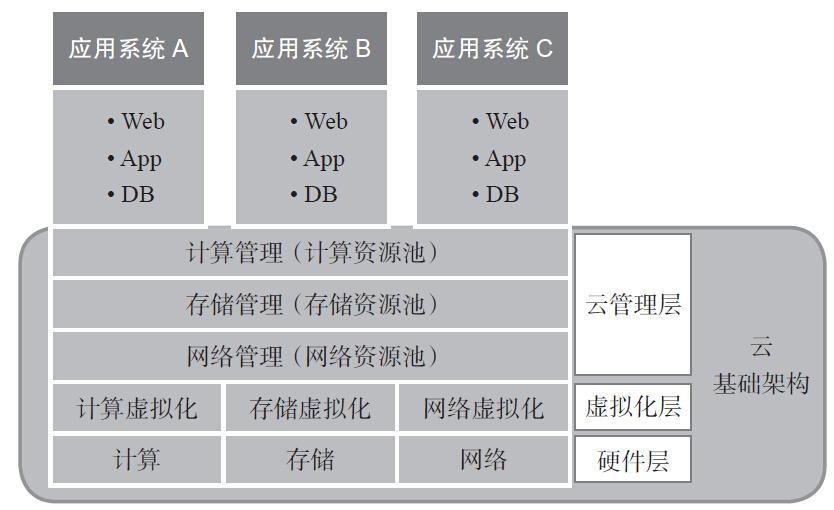 应用系统 A
应用系统 B
应用系统 C
• Web
• App
• DB
• Web
• App
• DB
• Web
• App
• DB
计算管理（计算资源池）
存储管理（存储资源池）
网络管理（网络资源池）
云管理层
计算虚拟化
存储虚拟化
网络虚拟化
虚拟化层
计算
存储
网络
硬件层
云
基础架构